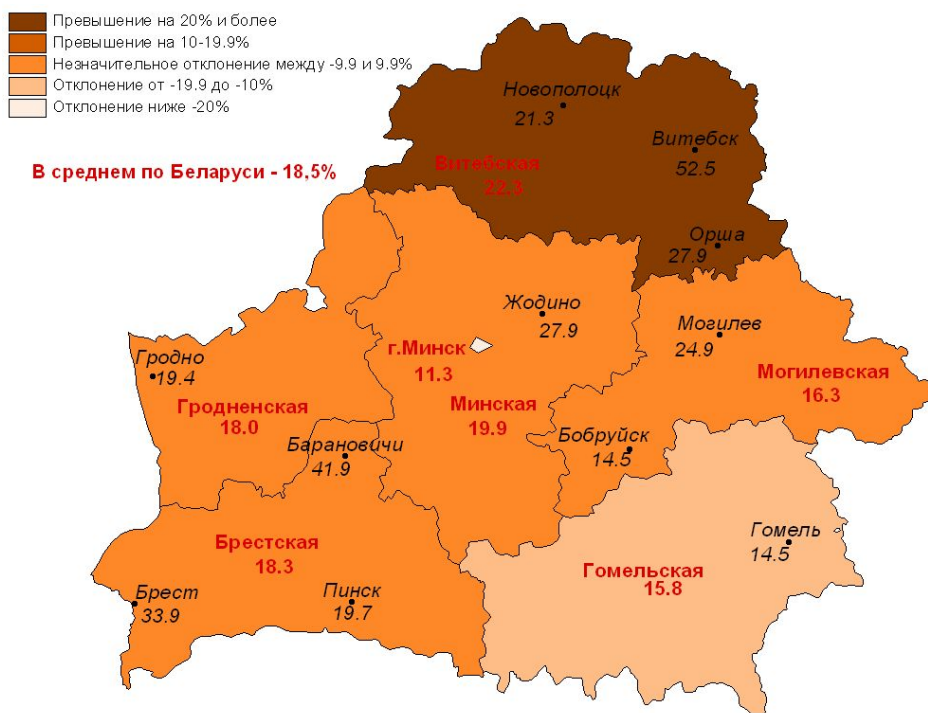 Превышение на 20% и более
Превышение на 10-19.9%
Незначительное отклонение между -9.9 и 9.9%
Отклонение от -19.9 до -10%
Отклонение ниже -20%
В среднем по Беларуси - 18,5%
Новополоцк
21.3
Витебск
52.5
Витебская
22.3
Орша
27.9
Жодино
27.9
Могилев
24.9
г.Минск
11.3
Могилевская
16.3
Гродно
19.4
Гродненская
18.0
Минская
19.9
Барановичи
41.9
Бобруйск
14.5
Гомель
14.5
Брестская
18.3
Гомельская
15.8
Брест
33.9
Пинск
19.7